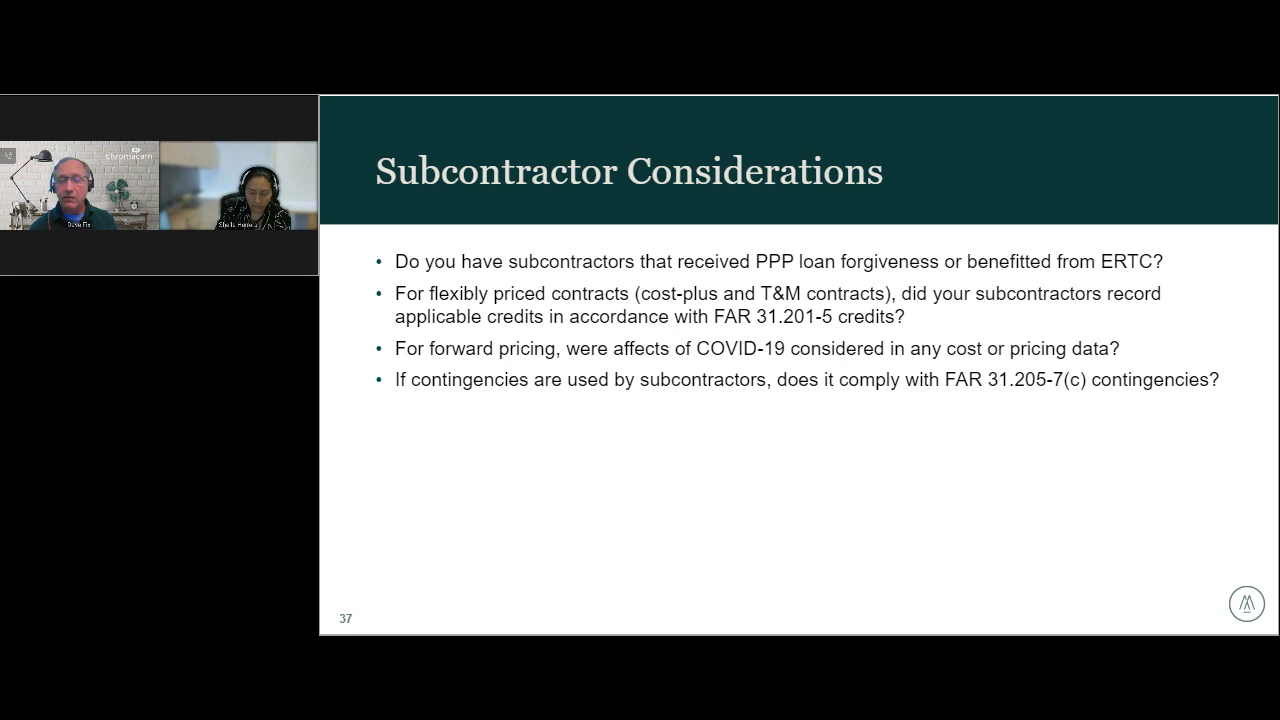 Subcontractor Considerations
• Do you have subcontractors that received PPP loan forgiveness or benefitted from ERTC?
• For flexibly priced contracts (cost-plus and T&M contracts), did your subcontractors record
applicable credits in accordance with FAR 31.201-5 credits?
• For forward pricing, were affects of COVID-19 considered in any cost or pricing data?
• If contingencies are used by subcontractors, does it comply with FAR 31.205-7(c) contingencies?
37
chromacam
Dave Fix